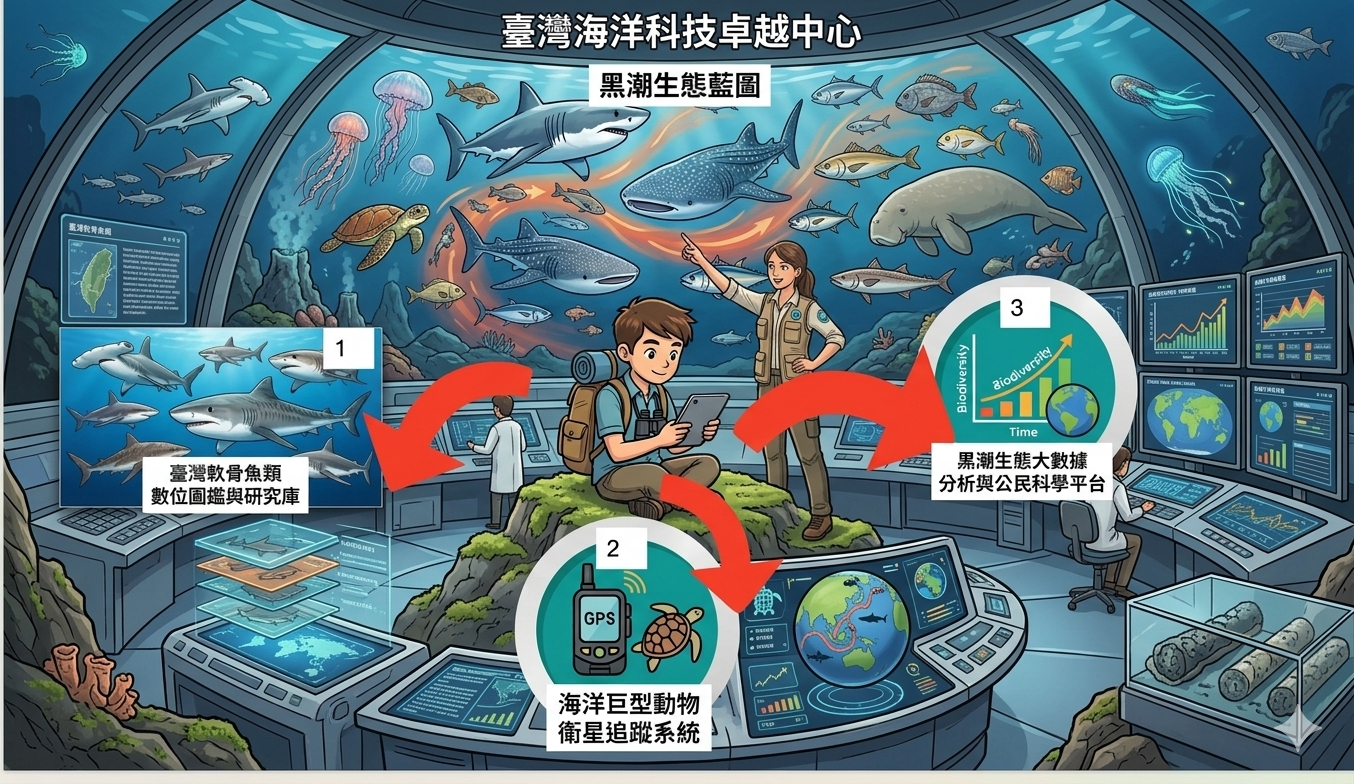 臺灣海洋科技卓越中心
黑潮生態藍圖
1
臺灣軟骨魚類
數位圖鑑與研究庫
2
GPS
海洋巨型動物
衛星追蹤系統
3
Biodiversity
Biodiversity
Time
黑潮生態大數據
分析與公民科學平台